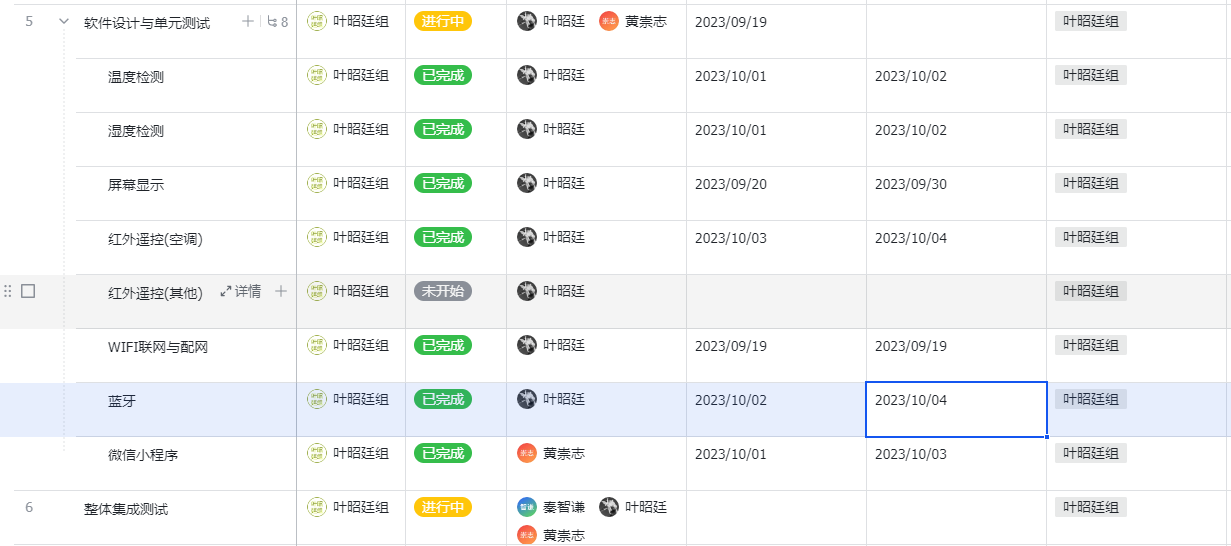 5 软件设计与单元测试 8 叶昭廷组 进行中 叶昭廷 崇志 黄崇志 2023/09/19 叶昭廷组
温度检测 叶昭廷组 已完成 叶昭廷 2023/10/01 2023/10/02 叶昭廷组
湿度检测 叶昭廷组 已完成 叶昭廷 2023/10/01 2023/10/02 叶昭廷组
屏幕显示 叶昭廷组 已完成 叶昭廷 2023/09/20 2023/09/30 叶昭廷组
红外遥控(空调) 叶昭廷组 已完成 叶昭廷 2023/10/03 2023/10/04 叶昭廷组
红外遥控(其他) 详情 叶昭廷组 未开始 叶昭廷 叶昭廷组
WIFI联网与配网 叶昭廷组 已完成 叶昭廷 2023/09/19 2023/09/19 叶昭廷组
蓝牙 叶昭廷组 已完成 叶昭廷 2023/10/02 2023/10/04 叶昭廷组
微信小程序 叶昭廷组 已完成 崇志 黄崇志 2023/10/01 2023/10/03 叶昭廷组
6 整体集成测试 叶昭廷组 进行中 智谦 秦智谦 叶昭廷 叶昭廷组
崇志 黄崇志